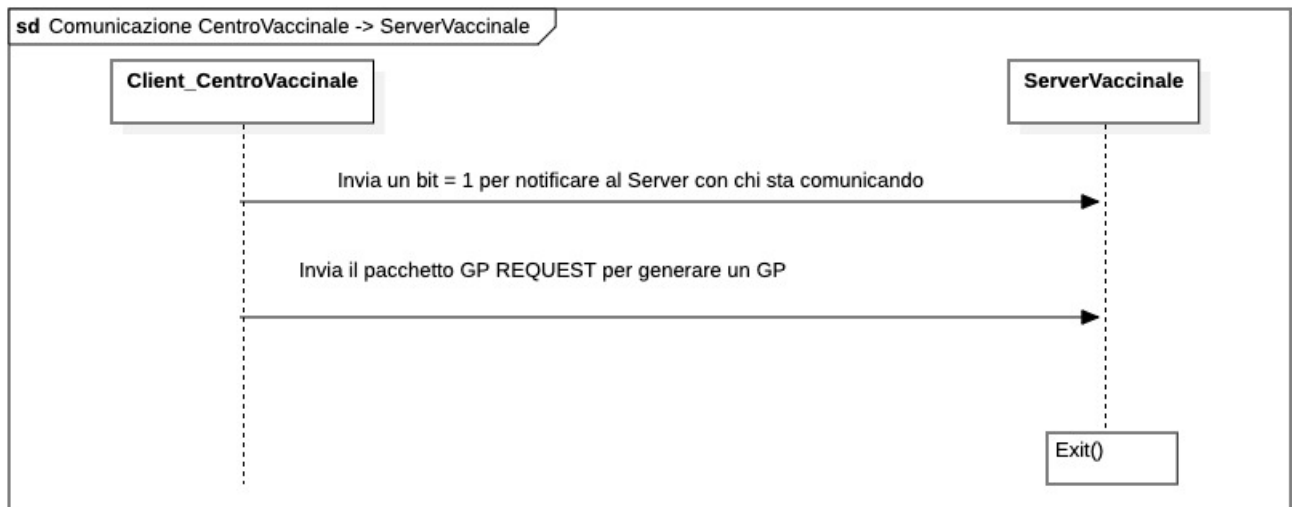 sd Comunicazione CentroVaccinale -> ServerVaccinale
Client_CentroVaccinale
ServerVaccinale
Invia un bit = 1 per notificare al Server con chi sta comunicando
Invia il pacchetto GP REQUEST per generare un GP
Exit()